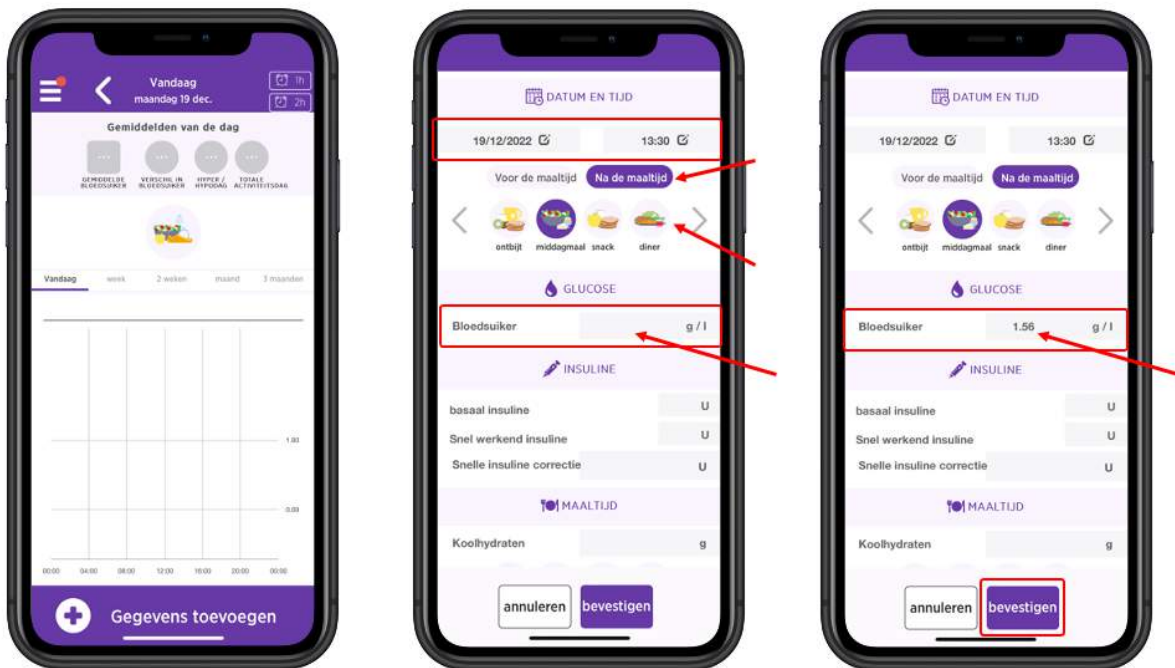 Vandaag
maandag 19 dec.
1h
2h
Gemiddelden van de dag
GEMIDDELDE BLOEDSUIKER
VERSCHIL IN BLOEDSUIKER
HYPER / HYPODAG
TOTALE ACTIVITEITSDAG
Vandaag week 2 weken maand 3 maanden
1.80
0.00
00:00 04:00 08:00 12:00 16:00 20:00 00:00
Gegevens toevoegen
DATUM EN TIJD
19/12/2022 13:30
Voor de maaltijd Na de maaltijd
ontbijt middagmaal snack diner
GLUCOSE
Bloedsuiker g / l
INSULINE
basaal insuline U
Snel werkend insuline U
Snelle insuline correctie U
MAALTIJD
Koolhydraten g
annuleren bevestigen
DATUM EN TIJD
19/12/2022 13:30
Voor de maaltijd Na de maaltijd
ontbijt middagmaal snack diner
GLUCOSE
Bloedsuiker 1.56 g / l
INSULINE
basaal insuline U
Snel werkend insuline U
Snelle insuline correctie U
MAALTIJD
Koolhydraten g
annuleren bevestigen